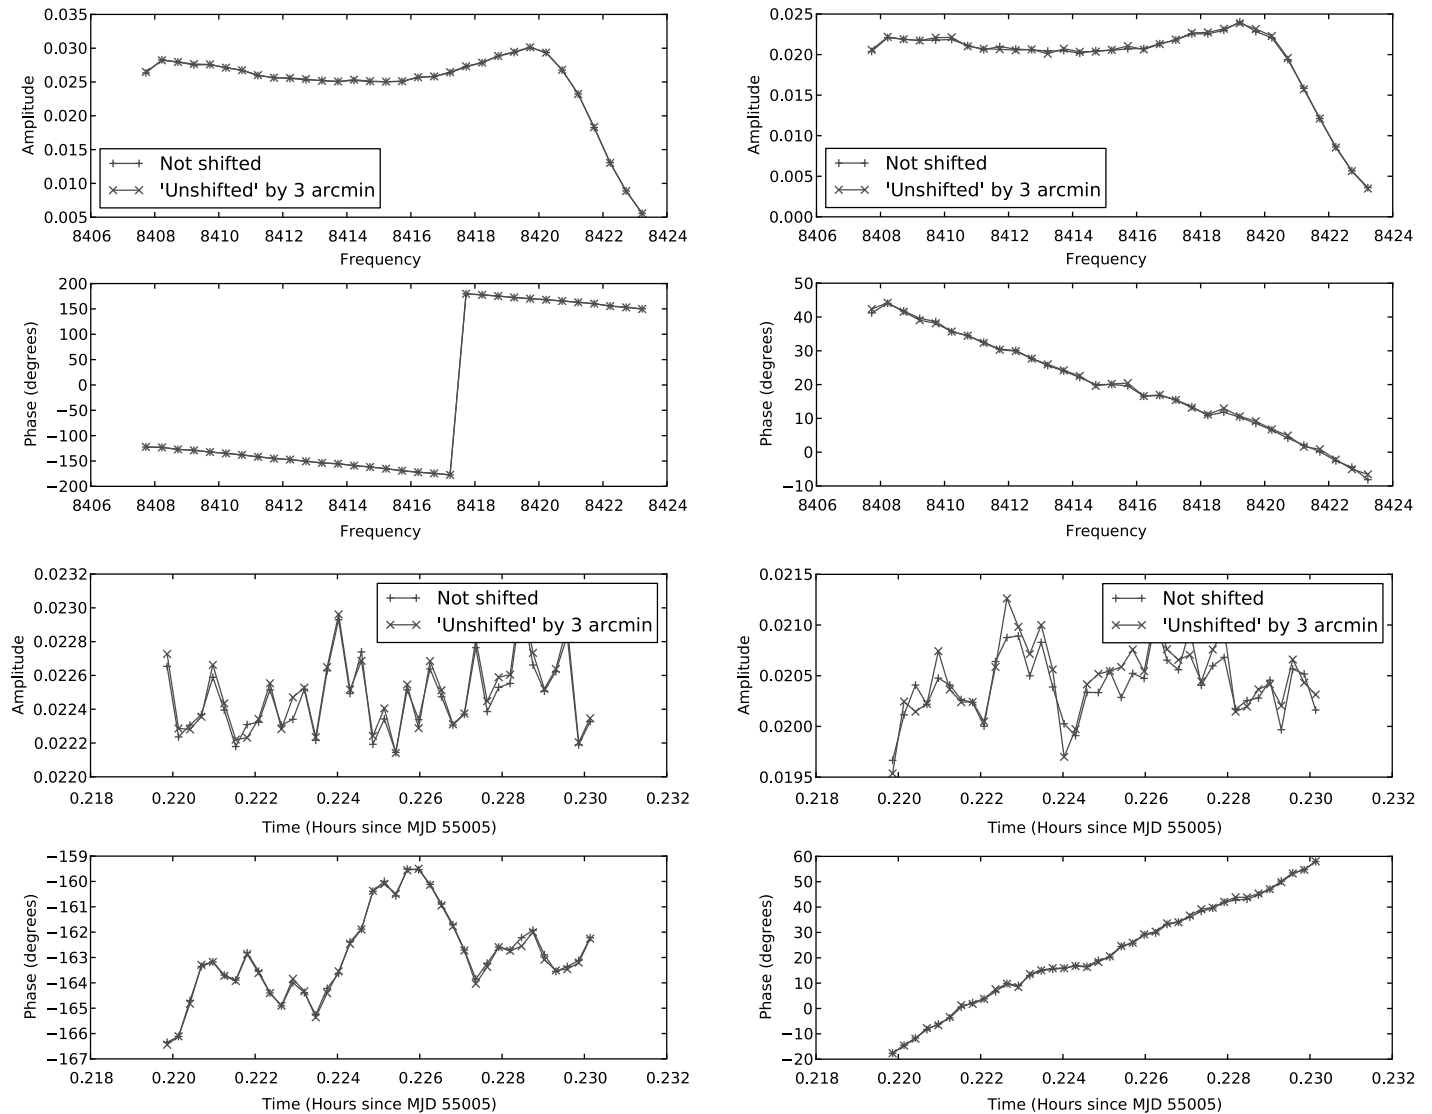 0.035
0.030
0.025
0.020
0.015
0.010
0.005
Amplitude
Not shifted
'Unshifted' by 3 arcmin
8406 8408 8410 8412 8414 8416 8418 8420 8422 8424
Frequency
0.025
0.020
0.015
0.010
0.005
0.000
Amplitude
Not shifted
'Unshifted' by 3 arcmin
8406 8408 8410 8412 8414 8416 8418 8420 8422 8424
Frequency
200
150
100
50
0
−50
−100
−150
−200
Phase (degrees)
8406 8408 8410 8412 8414 8416 8418 8420 8422 8424
Frequency
50
40
30
20
10
0
−10
Phase (degrees)
8406 8408 8410 8412 8414 8416 8418 8420 8422 8424
Frequency
0.0232
0.0230
0.0228
0.0226
0.0224
0.0222
0.0220
Amplitude
Not shifted
'Unshifted' by 3 arcmin
0.218 0.220 0.222 0.224 0.226 0.228 0.230 0.232
Time (Hours since MJD 55005)
0.0215
0.0210
0.0205
0.0200
0.0195
Amplitude
Not shifted
'Unshifted' by 3 arcmin
0.218 0.220 0.222 0.224 0.226 0.228 0.230 0.232
Time (Hours since MJD 55005)
−159
−160
−161
−162
−163
−164
−165
−166
−167
Phase (degrees)
0.218 0.220 0.222 0.224 0.226 0.228 0.230 0.232
Time (Hours since MJD 55005)
60
50
40
30
20
10
0
−10
−20
Phase (degrees)
0.218 0.220 0.222 0.224 0.226 0.228 0.230 0.232
Time (Hours since MJD 55005)